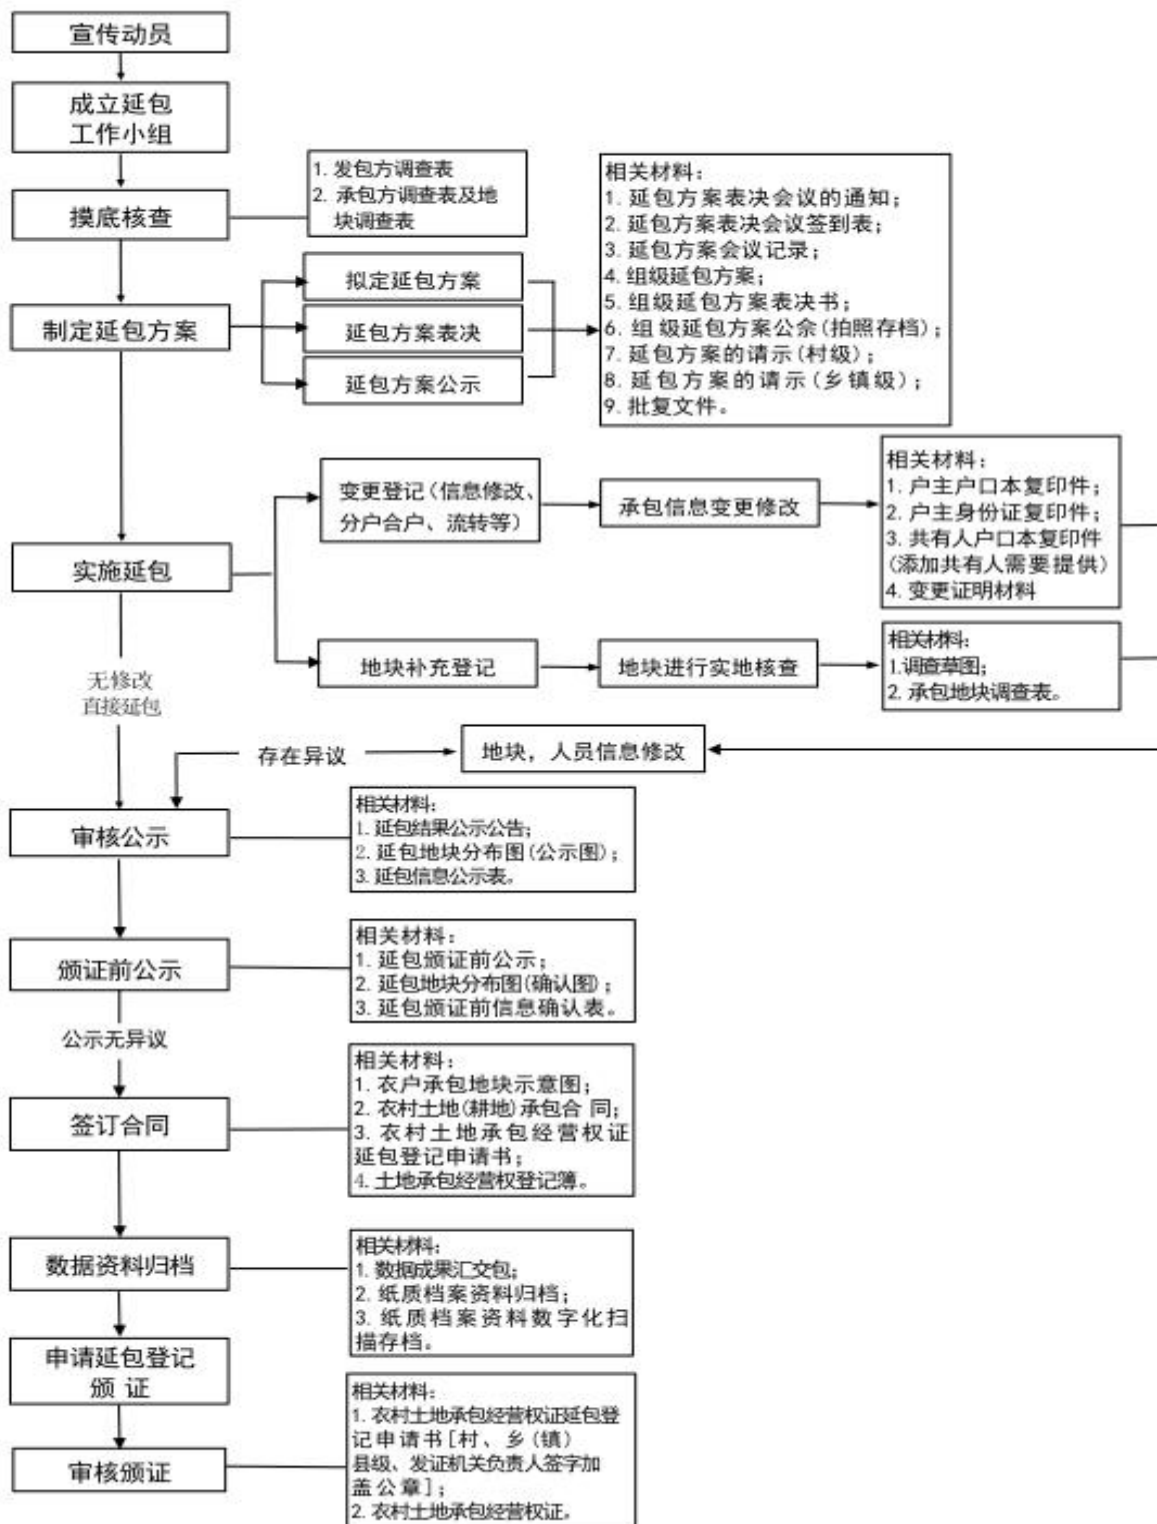 宣传动员
成立延包
工作小组
摸底核查
1. 发包方调查表
2. 承包方调查表及地
块调查表
制定延包方案
拟定延包方案
延包方案表决
延包方案公示
相关材料：
1. 延包方案表决会议的通知；
2. 延包方案表决会议签到表；
3. 延包方案会议记录；
4. 组级延包方案；
5. 组级延包方案表决书；
6. 组 级延包方案公佘(拍照存档)；
7. 延包方案的请示(村级)；
8. 延包方案的请示(乡镇级)；
9. 批复文件。
实施延包
变更登记(信息修改、
分户合户、流转等)
承包信息变更修改
相关材料：
1. 户主户口本复印件；
2. 户主身份证复印件；
3. 共有人户口本复印件
(添加共有人需要提供)
4. 变更证明材料
地块补充登记
地块进行实地核查
相关材料：
1.调查草图；
2. 承包地块调查表。
无修改
直接延包
存在异议
地块，人员信息修改
审核公示
相关材料：
1. 延包结果公示公告；
2. 延包地块分布图(公示图)；
3. 延包信息公示表。
颁证前公示
相关材料：
1. 延包颁证前公示；
2. 延包地块分布图(确认图)；
3. 延包颁证前信息确认表。
公示无异议
签订合同
相关材料：
1. 衣户承包地块示意图；
2. 衣村土地(耕地)承包合 同；
3. 衣村土地承包经营权证
延包登记申请书；
4. 土地承包经营权登记簿。
数据资料归档
相关材料：
1. 数据成果汇交包；
2. 纸质档案资料归档；
3. 纸质档案资料数字化扫
描存档。
申请延包登记
颁 证
审核颁证
相关材料：
1. 农村土地承包经营权证延包登
记申请书[村、乡(镇)
县级、发证机关负责人签字加
盖公章]；
2. 农村土地承包经营权证。